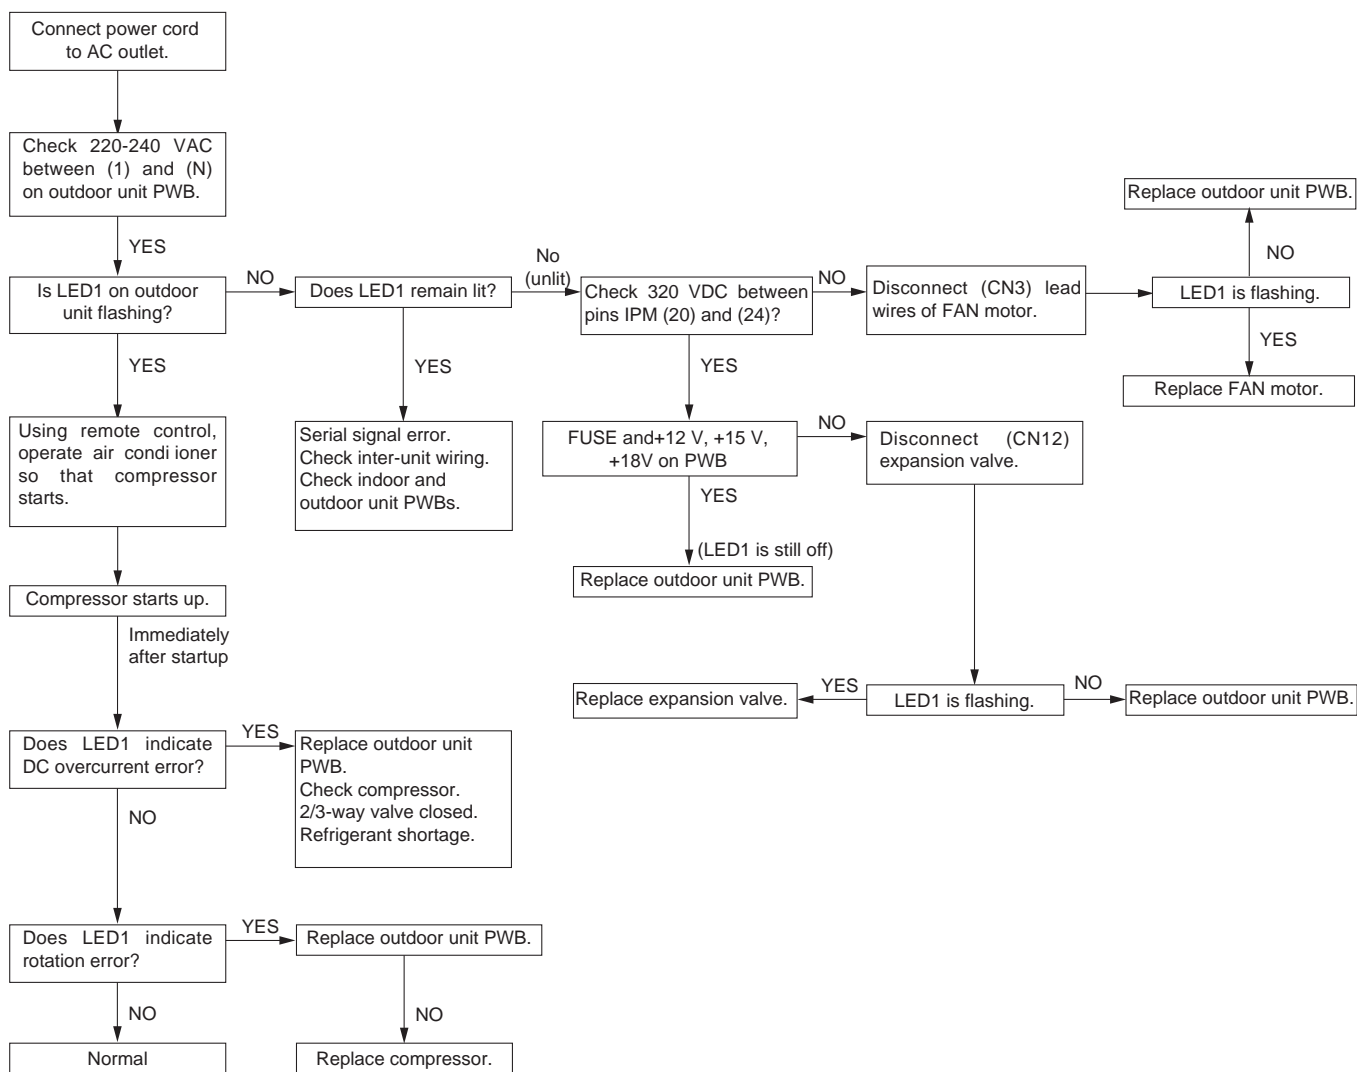 Connect power cord
to AC outlet.
Check 220-240 VAC
between (1) and (N)
on outdoor unit PWB.
YES
Is LED1 on outdoor
unit flashing?
NO
Does LED1 remain lit?
No
(unlit)
Check 320 VDC between
pins IPM (20) and (24)?
NO
Disconnect (CN3) lead
wires of FAN motor.
LED1 is flashing.
NO
Replace outdoor unit PWB.
YES
Replace FAN motor.
YES
FUSE and+12 V, +15 V,
+18V on PWB
NO
Disconnect (CN12)
expansion valve.
YES
(LED1 is still off)
Replace outdoor unit PWB.
LED1 is flashing.
YES
Replace expansion valve.
NO
Replace outdoor unit PWB.
YES
Serial signal error.
Check inter-unit wiring.
Check indoor and
outdoor unit PWBs.
YES
Using remote control,
operate air condi ioner
so that compressor
starts.
Compressor starts up.
Immediately
after startup
Does LED1 indicate
DC overcurrent error?
YES
Replace outdoor unit
PWB.
Check compressor.
2/3-way valve closed.
Refrigerant shortage.
NO
Does LED1 indicate
rotation error?
YES
Replace outdoor unit PWB.
NO
Replace compressor.
NO
Normal